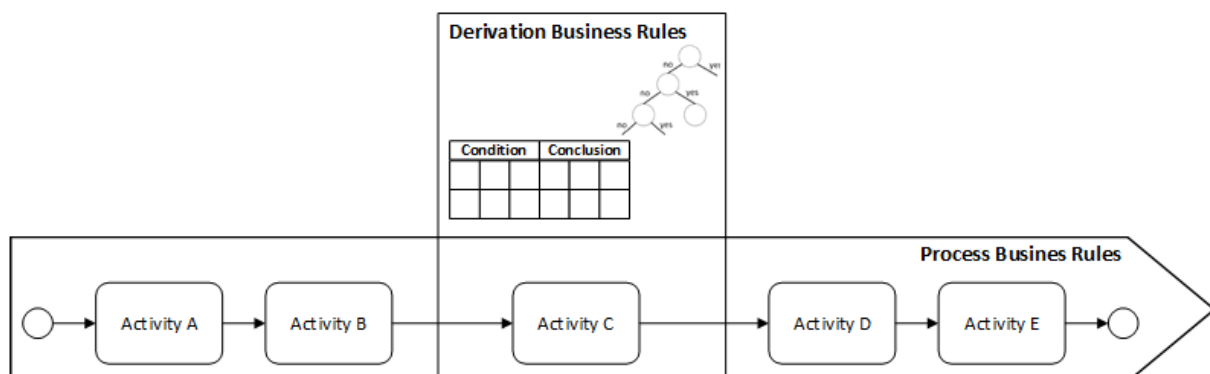 Derivation Business Rules
no yes
no yes
no yes
Condition Conclusion
Process Busines Rules
Activity A Activity B Activity C Activity D Activity E